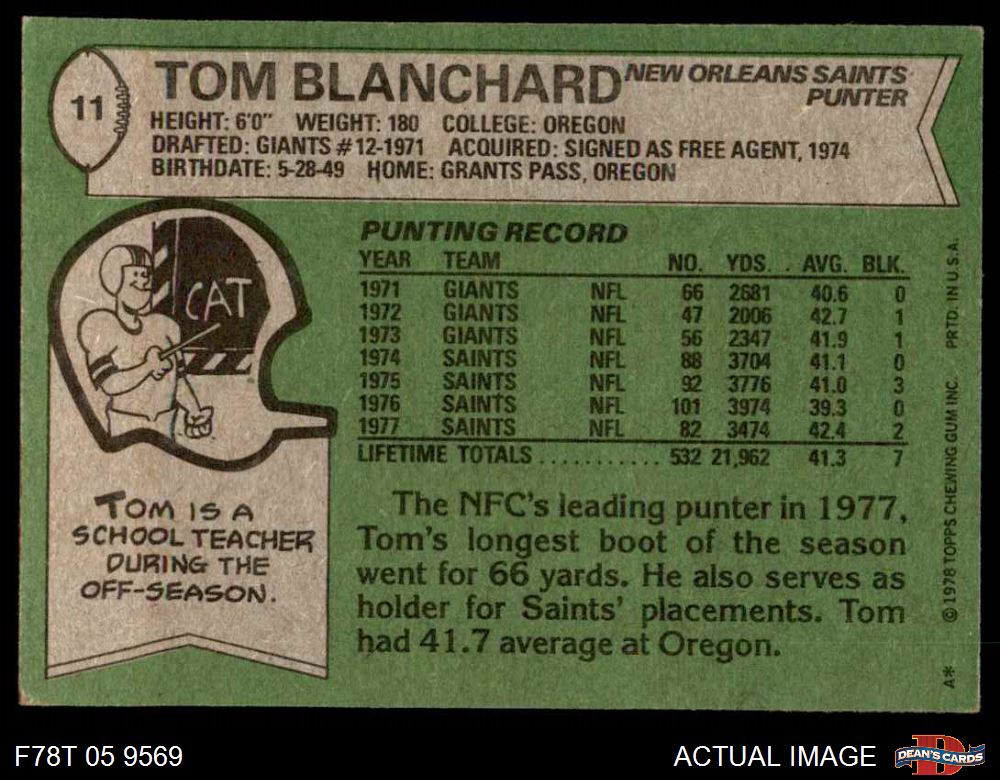 11
TOM BLANCHARD
NEW ORLEANS SAINTS
PUNTER
HEIGHT: 6'0" WEIGHT: 180 COLLEGE: OREGON
DRAFTED: GIANTS #12-1971 ACQUIRED: SIGNED AS FREE AGENT, 1974
BIRTHDATE: 5-28-49 HOME: GRANTS PASS, OREGON
CAT
TOM IS A
SCHOOL TEACHER
DURING THE
OFF-SEASON.
PUNTING RECORD
YEAR TEAM NO. YDS. AVG. BLK.
1971 GIANTS NFL 66 2681 40.6 0
1972 GIANTS NFL 47 2006 42.7 1
1973 GIANTS NFL 56 2347 41.9 1
1974 SAINTS NFL 88 3704 41.1 0
1975 SAINTS NFL 92 3776 41.0 3
1976 SAINTS NFL 101 3974 39.3 0
1977 SAINTS NFL 82 3474 42.4 2
LIFETIME TOTALS ............ 532 21,962 41.3 7
The NFC's leading punter in 1977,
Tom's longest boot of the season
went for 66 yards. He also serves as
holder for Saints' placements. Tom
had 41.7 average at Oregon.
A* ©1978 TOPPS CHEWING GUM INC. PRTD. IN U.S.A.
F78T 05 9569
ACTUAL IMAGE
D
DEAN'S CARDS